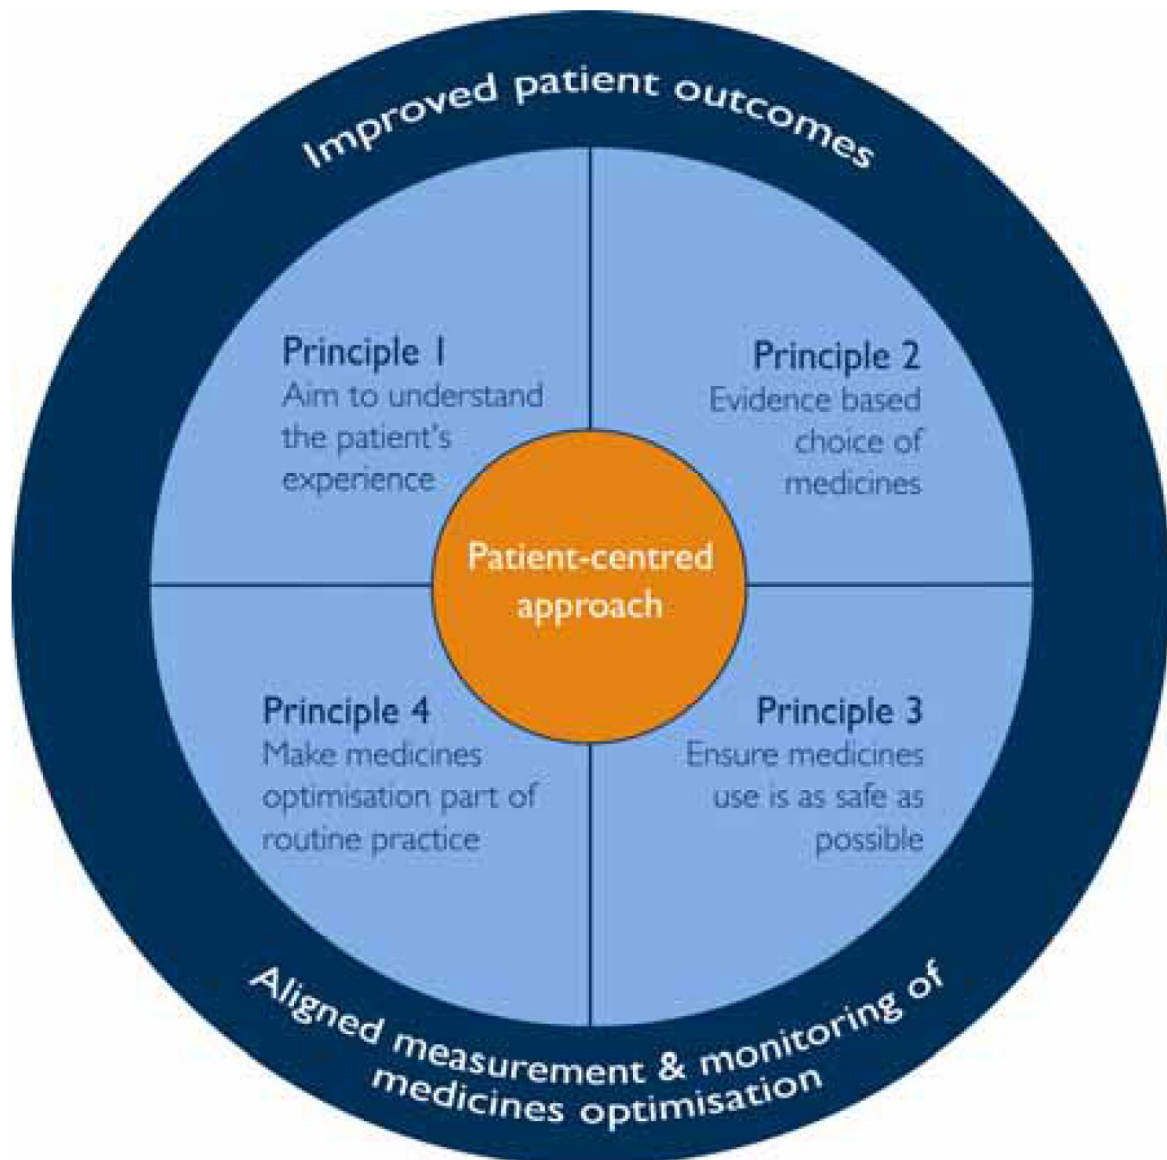 Improved patient outcomes
Principle 1
Aim to understand
the patient's
experience
Principle 2
Evidence based
choice of
medicines
Patient-centred
approach
Principle 4
Make medicines
optimisation part of
routine practice
Principle 3
Ensure medicines
use is as safe as
possible
Aligned measurement & monitoring of
medicines optimisation